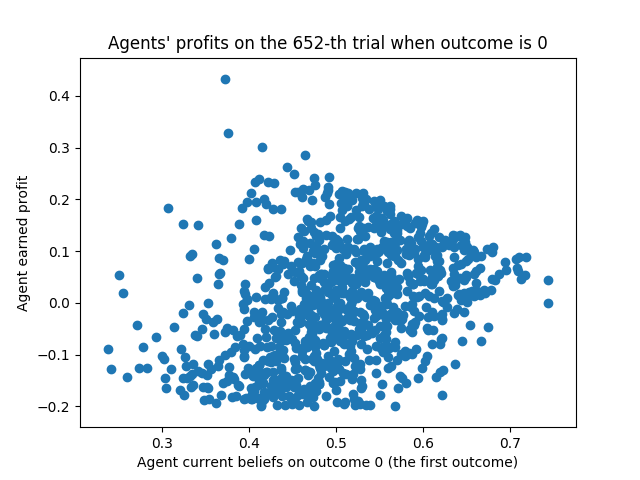 Agents' profits on the 652-th trial when outcome is 0
0.4
0.3
0.2
0.1
0.0
−0.1
−0.2
Agent earned profit
0.3 0.4 0.5 0.6 0.7
Agent current beliefs on outcome 0 (the first outcome)